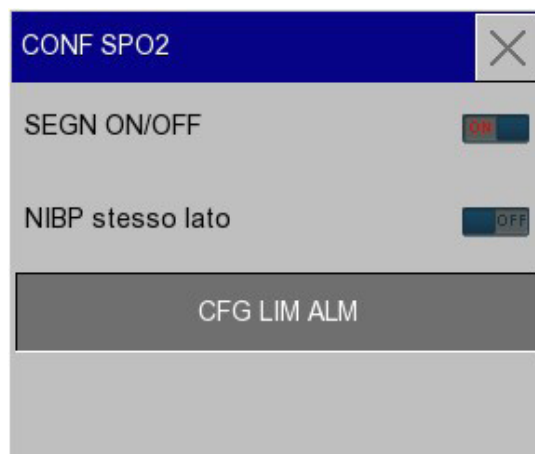 CONF SPO2
SEGN ON/OFF
ON
NIBP stesso lato
OFF
CFG LIM ALM